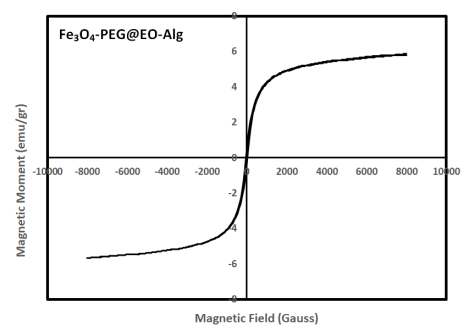 8
Fe₃O₄-PEG@EO-Alg
6
4
2
0
-10000 -8000 -6000 -4000 -2000 0 2000 4000 6000 8000 10000
-2
-4
-6
-8
Magnetic Moment (emu/gr)
Magnetic Field (Gauss)